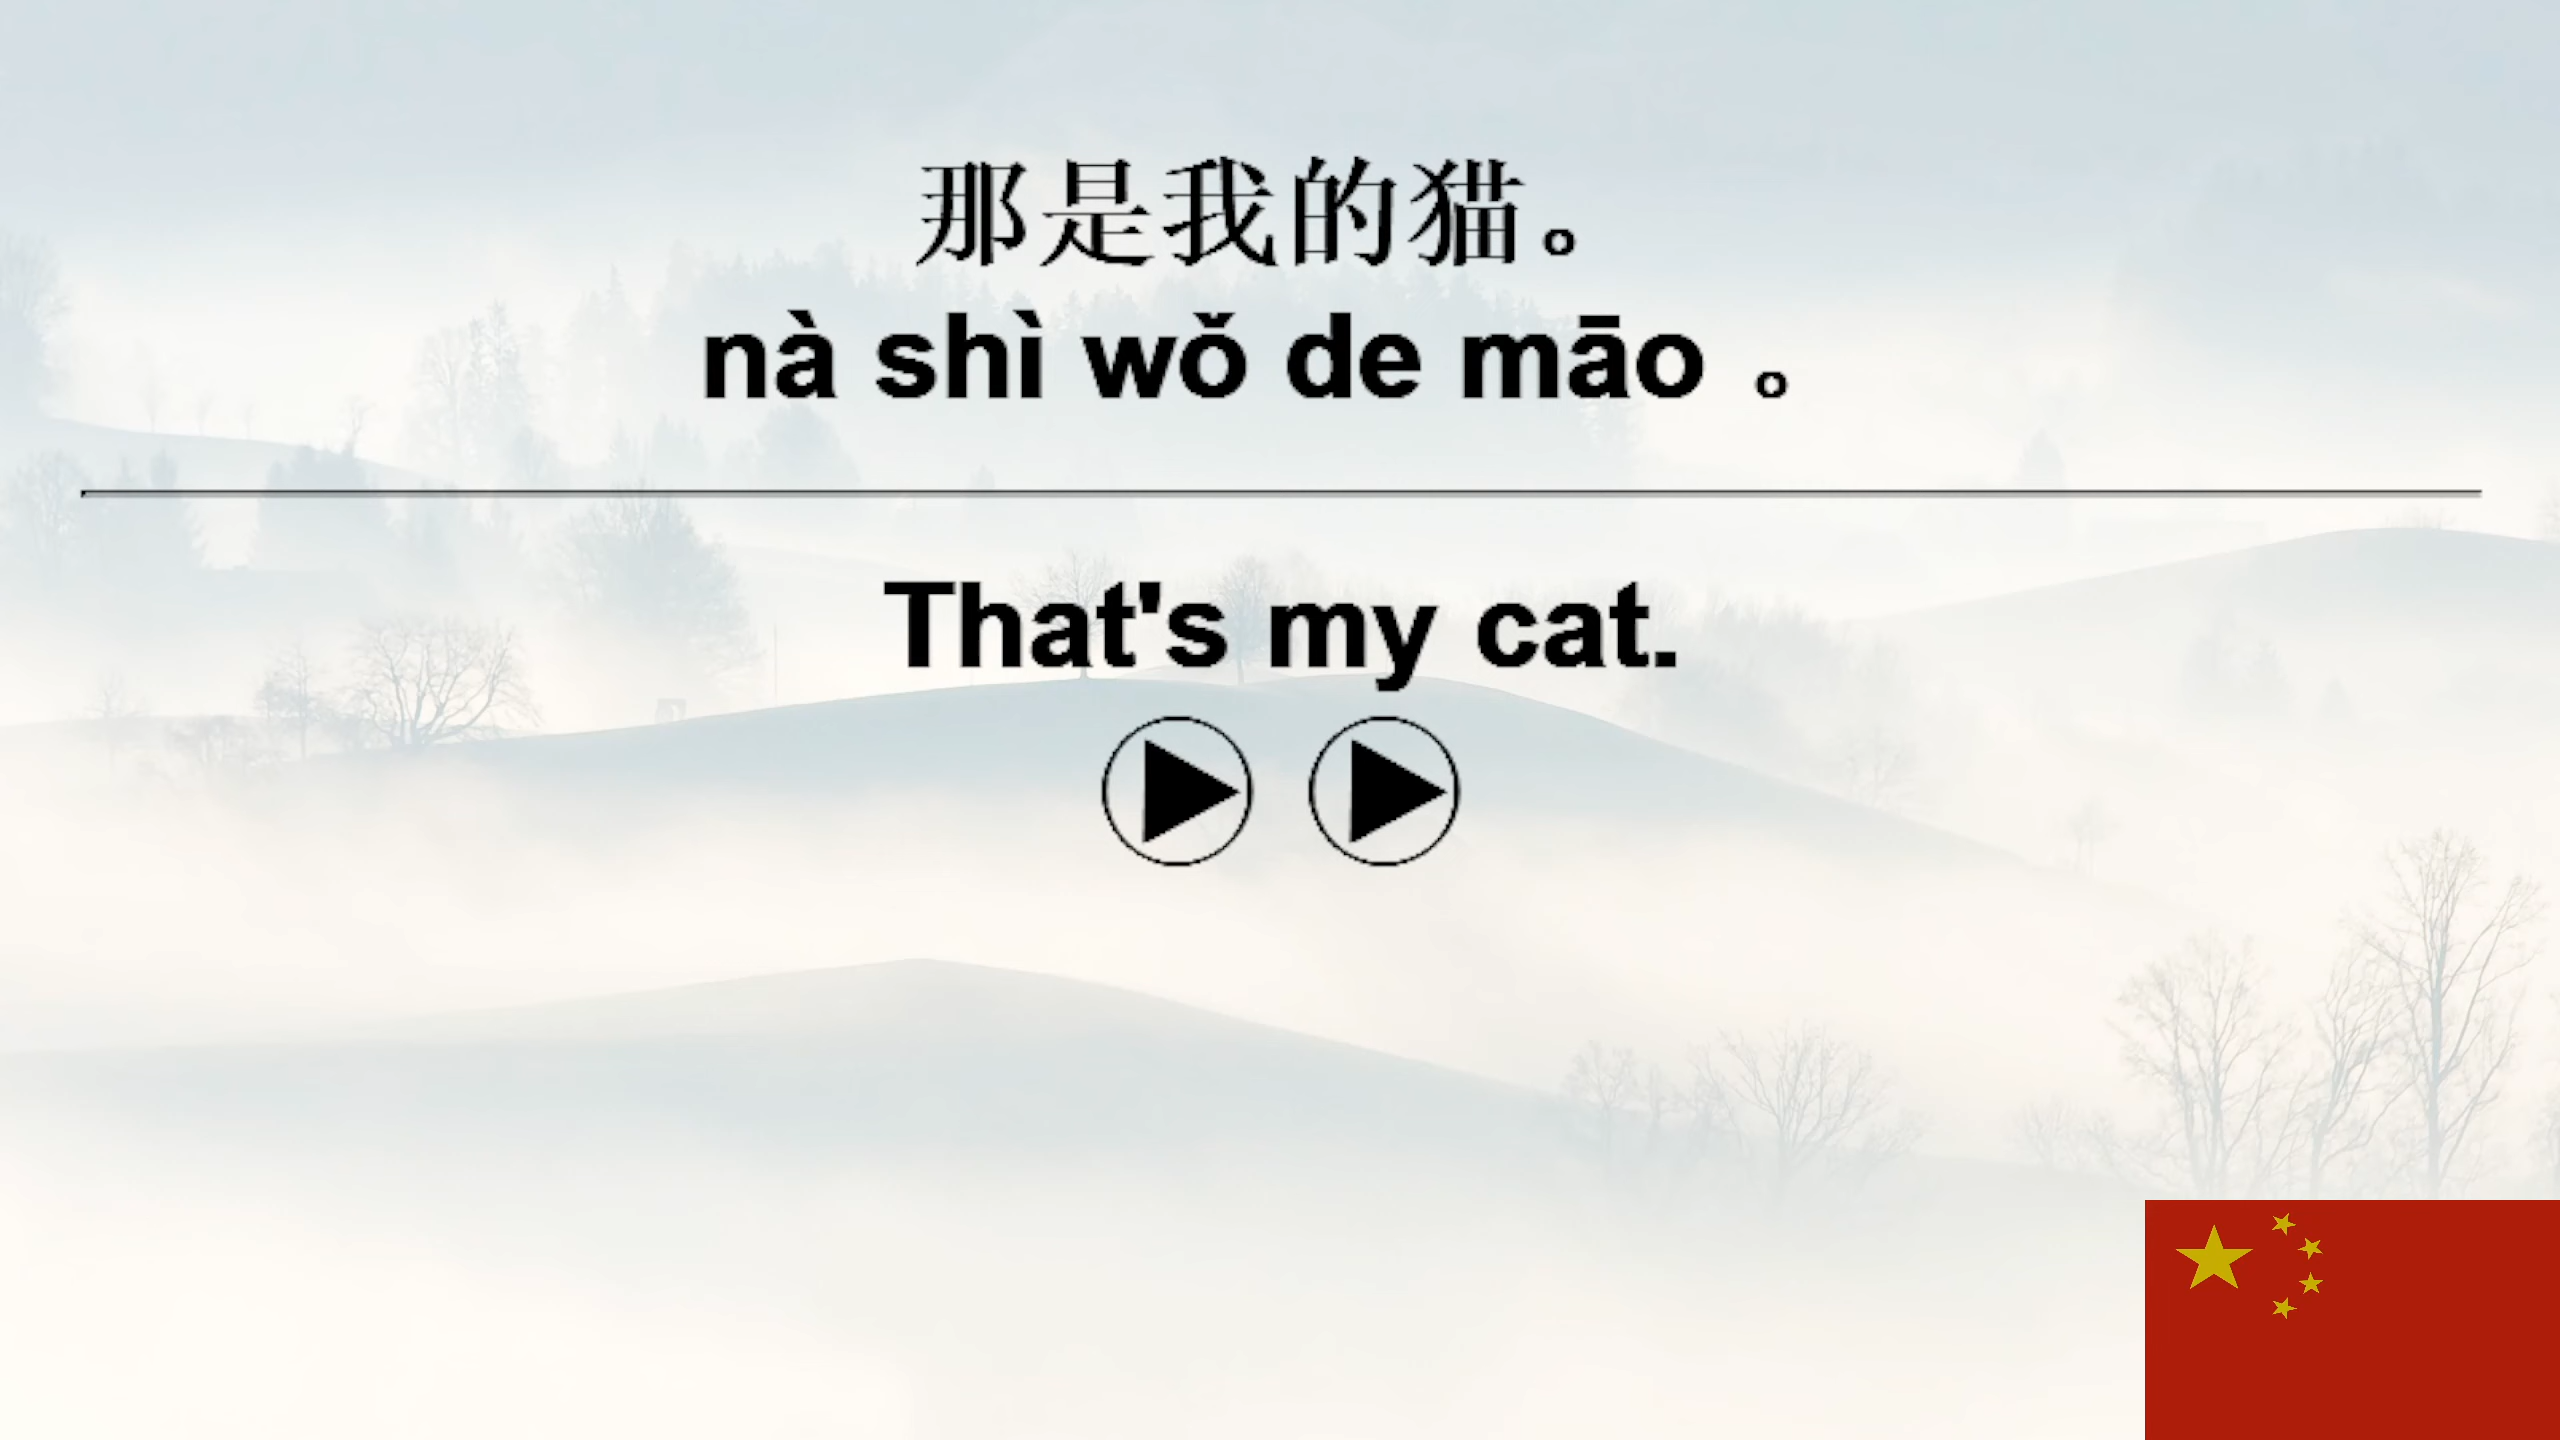 那是我的猫。
nà shì wǒ de māo 。
That's my cat.